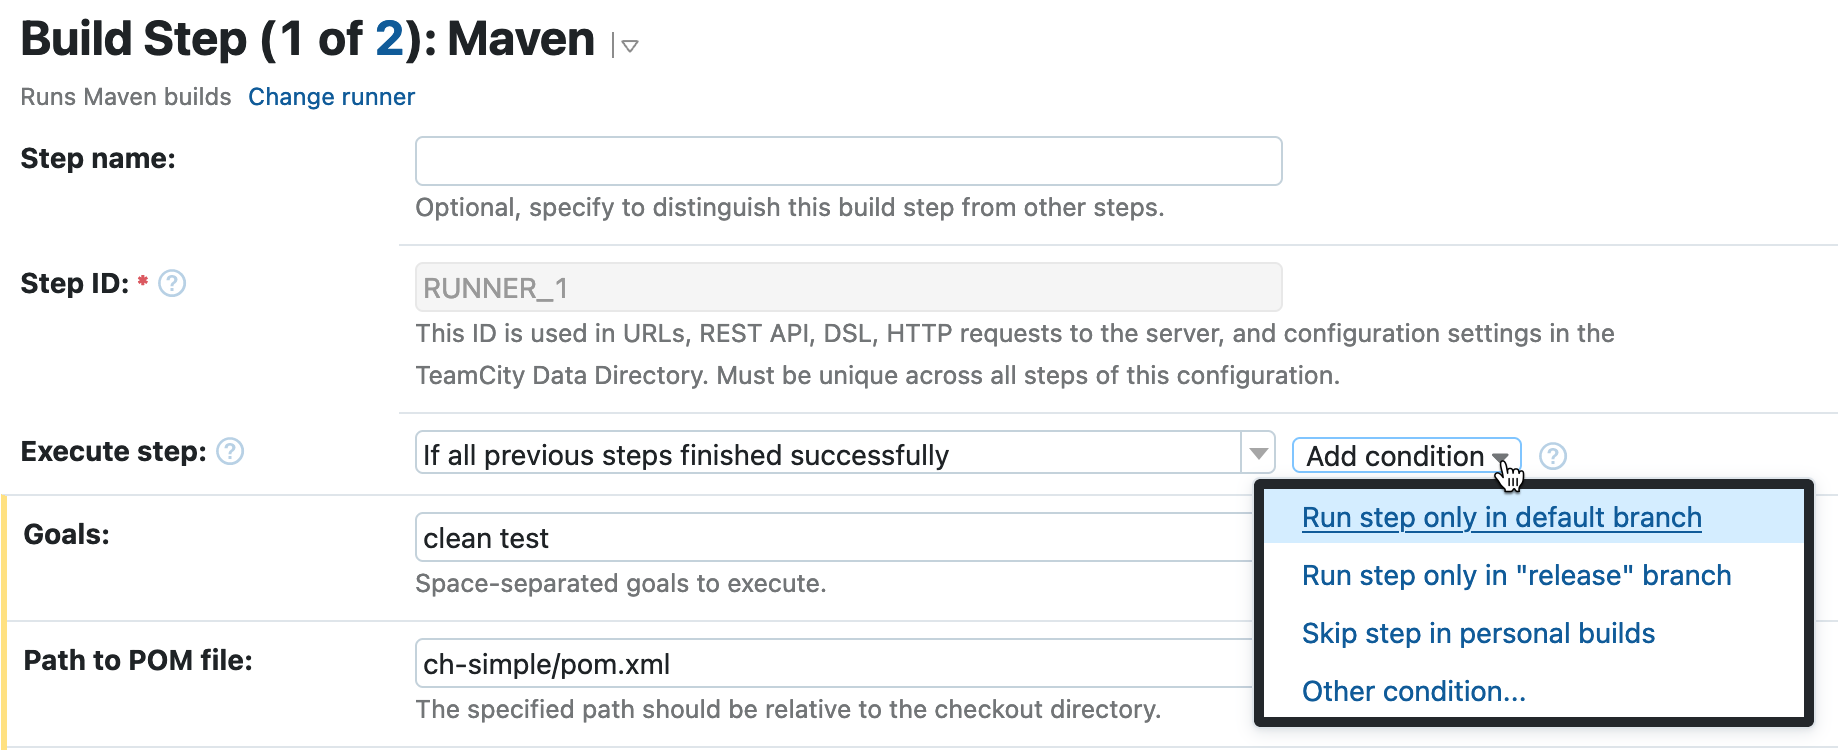 Build Step (1 of 2): Maven
Runs Maven builds Change runner
Step name:
Optional, specify to distinguish this build step from other steps.
Step ID: * ?
RUNNER_1
This ID is used in URLs, REST API, DSL, HTTP requests to the server, and configuration settings in the
TeamCity Data Directory. Must be unique across all steps of this configuration.
Execute step: ? If all previous steps finished successfully Add condition ?
Run step only in default branch
Run step only in "release" branch
Skip step in personal builds
Other condition...
Goals: clean test
Space-separated goals to execute.
Path to POM file: ch-simple/pom.xml
The specified path should be relative to the checkout directory.